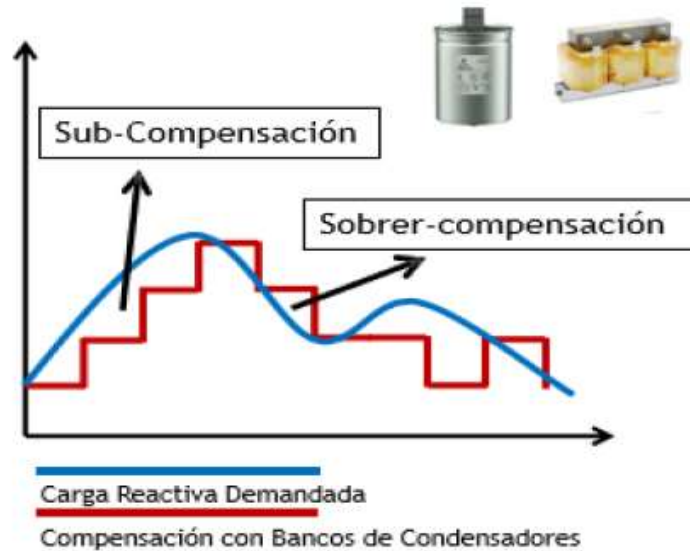 Sub-Compensación
Sobrer-compensación
Carga Reactiva Demandada
Compensación con Bancos de Condensadores